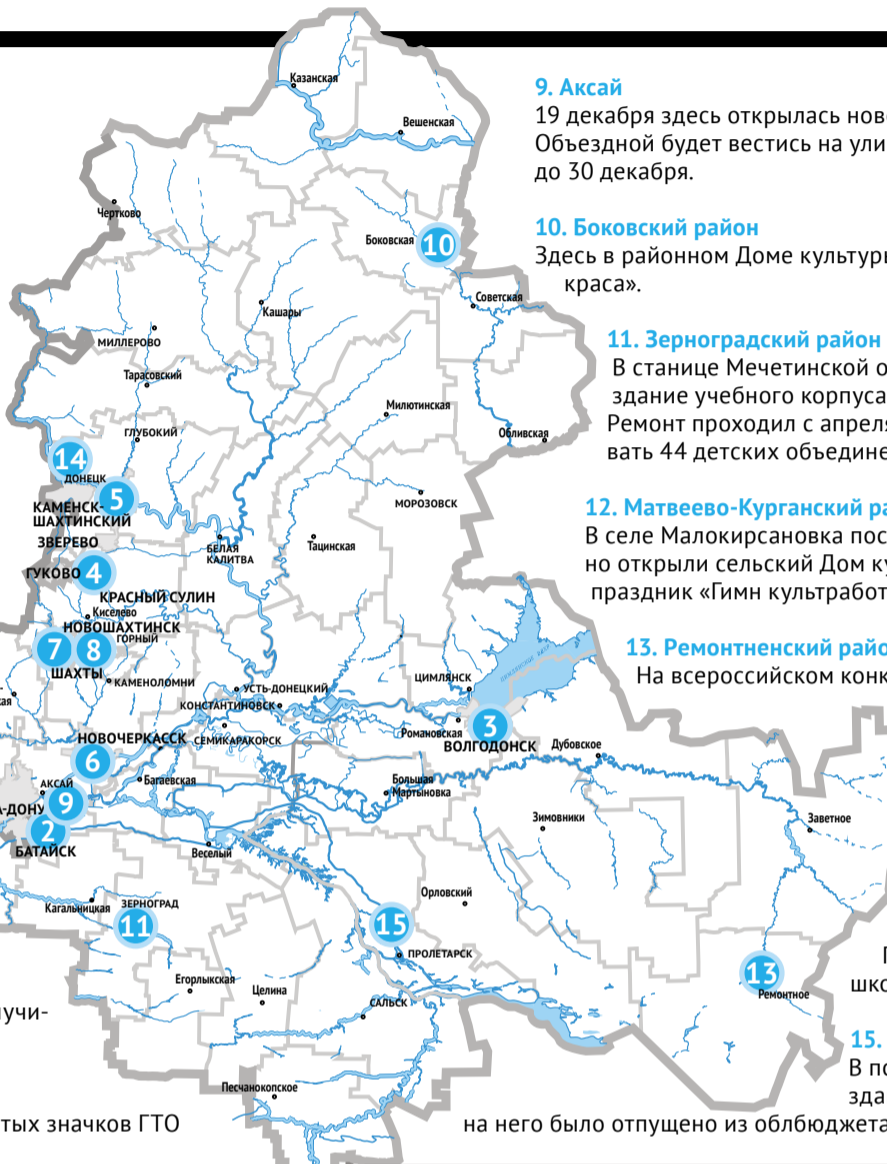 Казанская
Вешенская
Чертково
Боковская
10
Советская
Кашары
МИЛЛЕРОВО
Тарасовский
Милютинская
ГЛУБОКИЙ
Обливская
14
ДОНЕЦК
5
КАМЕНСК-
ШАХТИНСКИЙ
МОРОЗОВСК
ЗВЕРЕВО
БЕЛАЯ
КАЛИТВА
Тацинская
ГУКОВО
4
КРАСНЫЙ СУЛИН
Киселево
НОВОШАХТИНСК
ГОРНЫЙ
7
8
ШАХТЫ
КАМЕНОЛОМНИ
УСТЬ-ДОНЕЦКИЙ
КОНСТАНТИНОВСК
ЦИМЛЯНСК
Романовская
3
ВОЛГОДОНСК
НОВОЧЕРКАССК
СЕМИКАРАКОРСК
Дубовское
6
АКСАЙ
Багаевская
Большая
Мартыновка
9
А-ДОНУ
2
БАТАЙСК
Веселый
Зимовники
Заветное
Орловский
Кагальницкая
ЗЕРНОГРАД
11
15
ПРОЛЕТАРСК
Егорлыкская
Целина
САЛЬСК
13
Ремонтное
Песчанокопское
9. Аксай
19 декабря здесь открылась нов
Объездной будет вестись на ули
до 30 декабря.
10. Боковский район
Здесь в районном Доме культуры
краса».
11. Зерноградский район
В станице Мечетинской о
здание учебного корпуса
Ремонт проходил с апреля
вать 44 детских объедине
12. Матвеево-Курганский ра
В селе Малокирсановка пос
но открыли сельский Дом ку
праздник «Гимн культработ
13. Ремонтненский райо
На всероссийском конк
шко
15.
В по
зда
на него было отпущено из облбюджета
учи-
тых значков ГТО